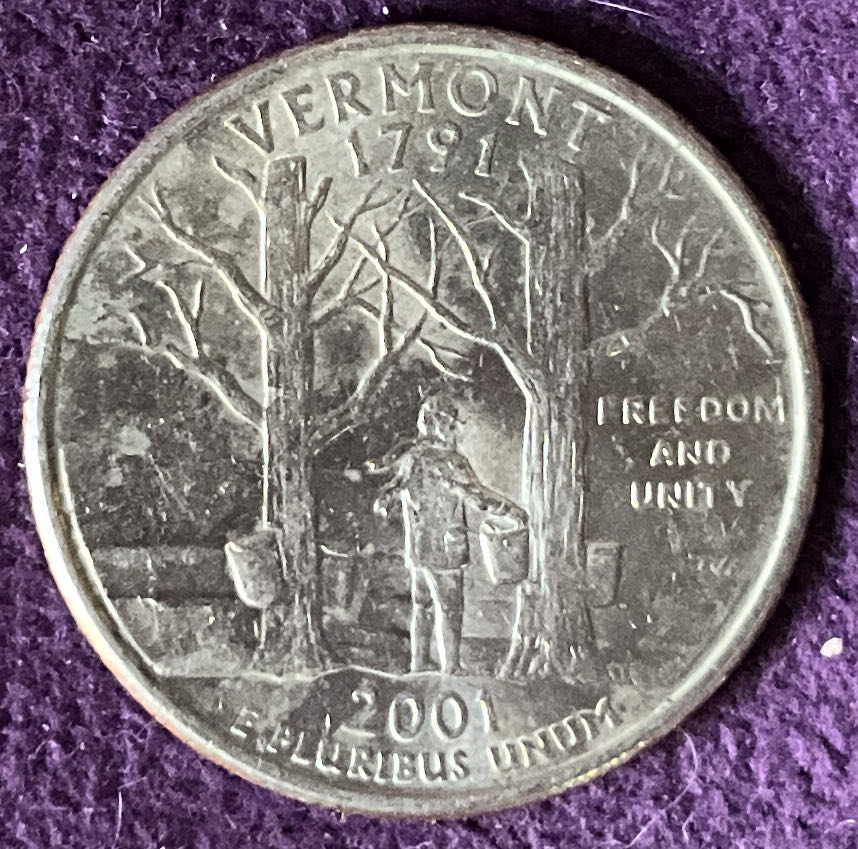 VERMONT
1791
FREEDOM
AND
UNITY
2001
E PLURIBUS UNUM